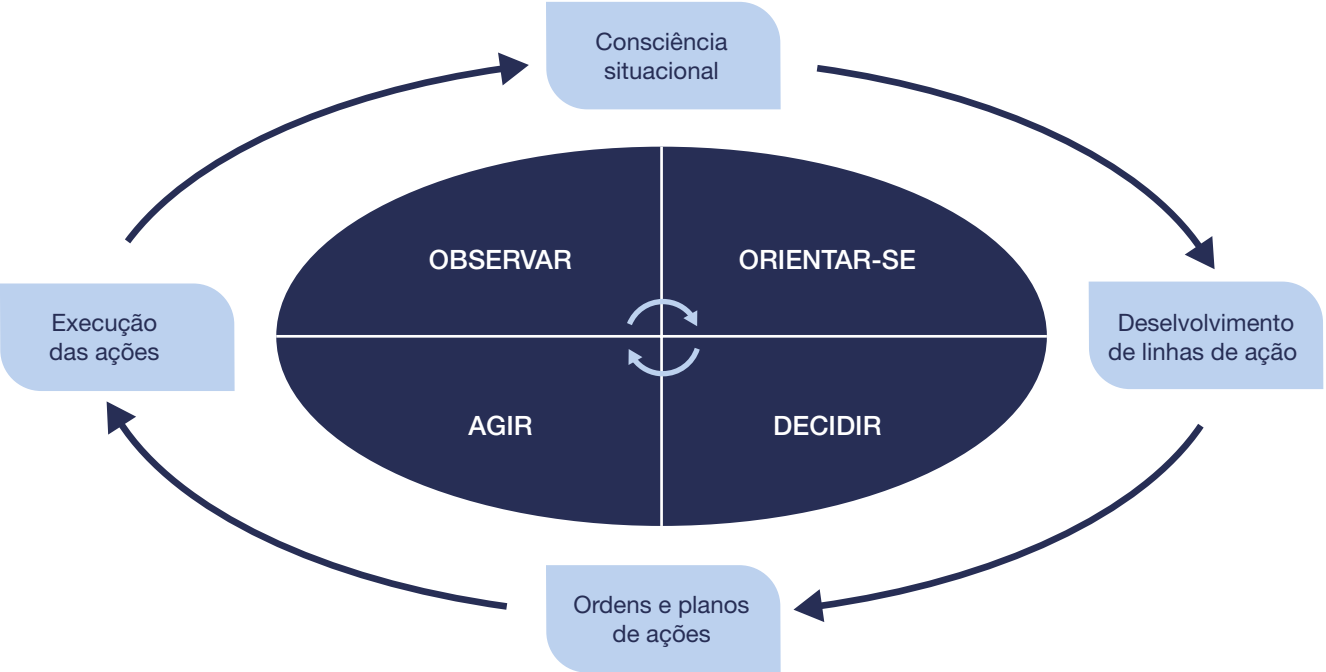 Consciência
situacional
OBSERVAR
ORIENTAR-SE
Execução
das ações
Deselvolvimento
de linhas de ação
AGIR
DECIDIR
Ordens e planos
de ações